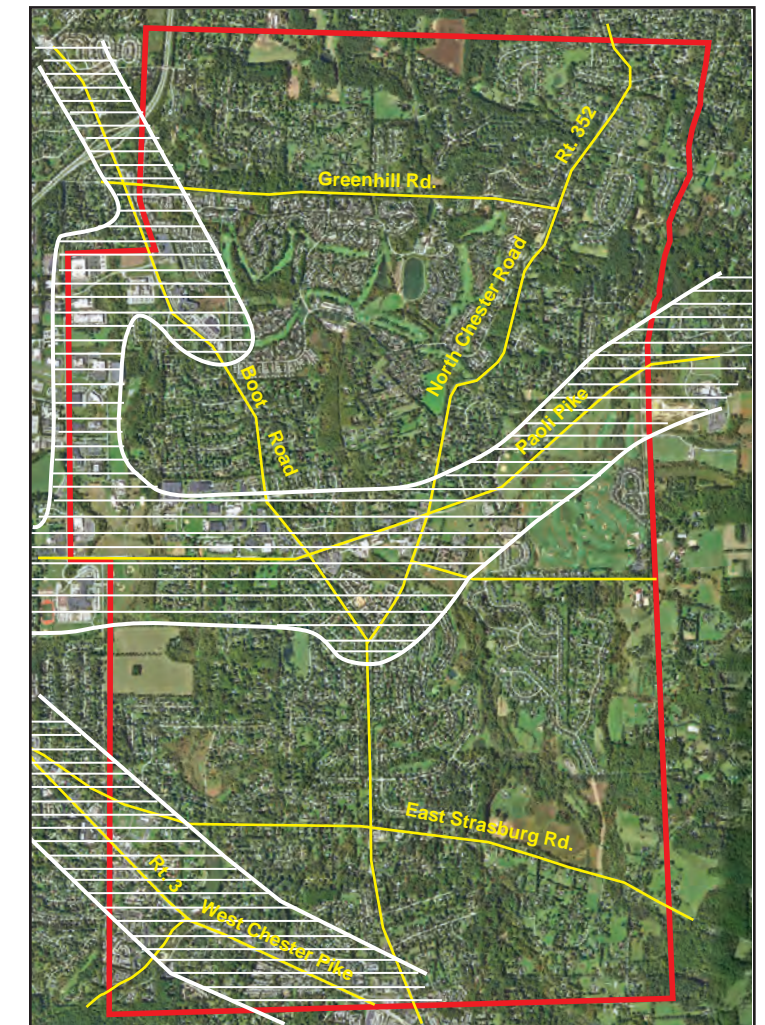 Rt. 352
Greenhill Rd.
North Chester Road
Boot Road
Paoli Pike
East Strasburg Rd.
Rt. 3
West Chester Pike